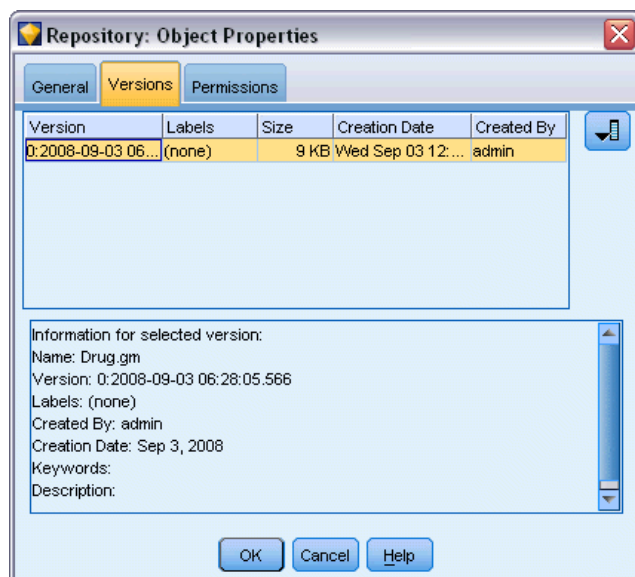 Repository: Object Properties
General Versions Permissions
Version Labels Size Creation Date Created By
0:2008-09-03 06... (none) 9 KB Wed Sep 03 12:... admin
Information for selected version:
Name: Drug.gm
Version: 0:2008-09-03 06:28:05.566
Labels: (none)
Created By: admin
Creation Date: Sep 3, 2008
Keywords:
Description:
OK Cancel Help